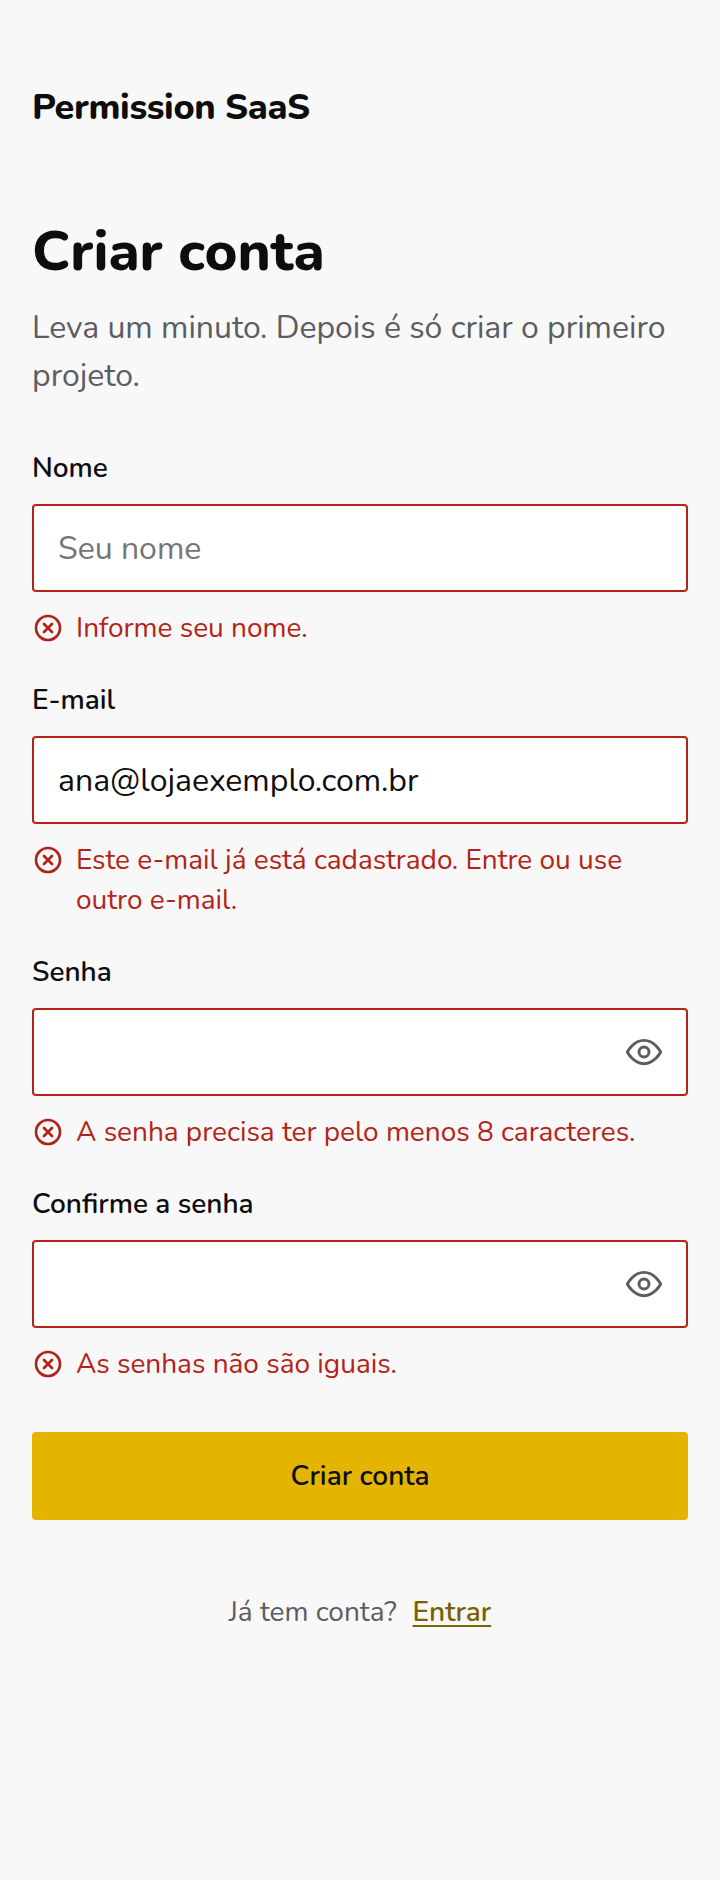 Permission SaaS
Criar conta
Leva um minuto. Depois é só criar o primeiro
projeto.
Nome
Seu nome
Informe seu nome.
E-mail
ana@lojaexemplo.com.br
Este e-mail já está cadastrado. Entre ou use
outro e-mail.
Senha
A senha precisa ter pelo menos 8 caracteres.
Confirme a senha
As senhas não são iguais.
Criar conta
Já tem conta? Entrar